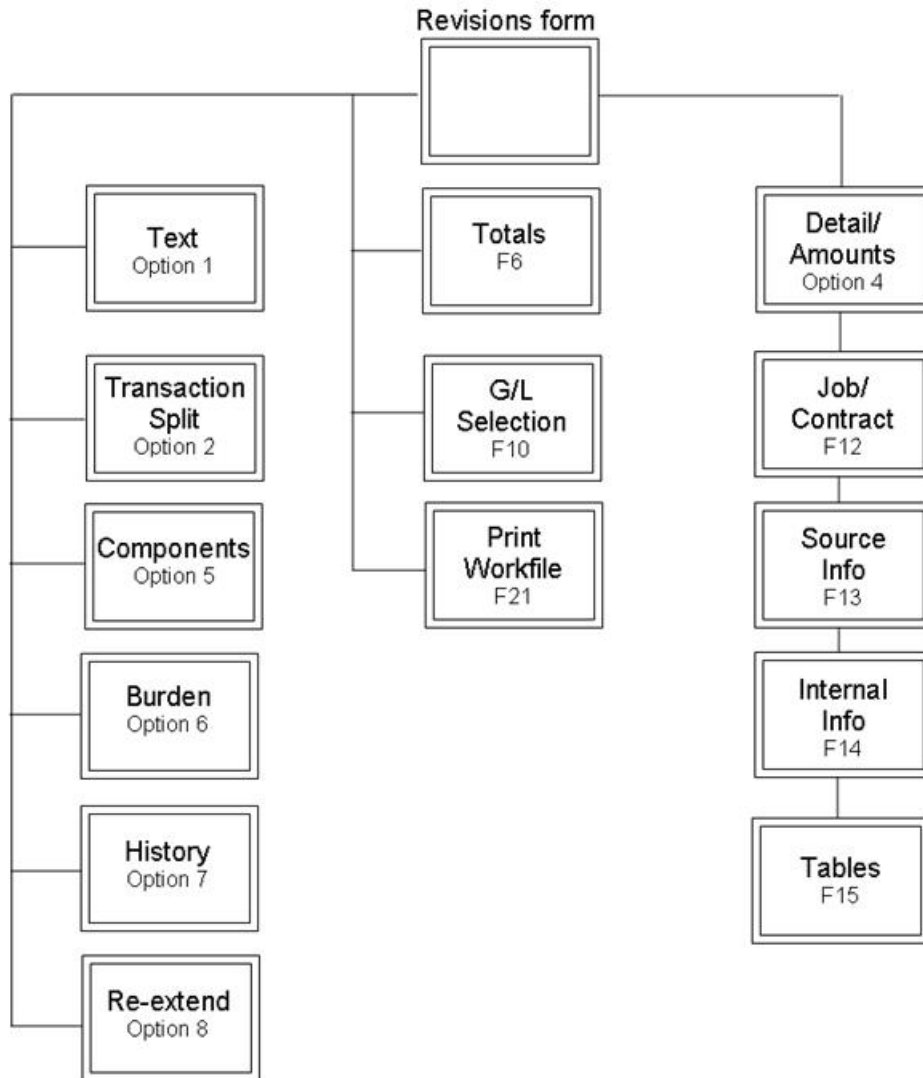 Revisions form
Text
Option 1
Transaction
Split
Option 2
Components
Option 5
Burden
Option 6
History
Option 7
Re-extend
Option 8
Totals
F6
G/L
Selection
F10
Print
Workfile
F21
Detail/
Amounts
Option 4
Job/
Contract
F12
Source
Info
F13
Internal
Info
F14
Tables
F15